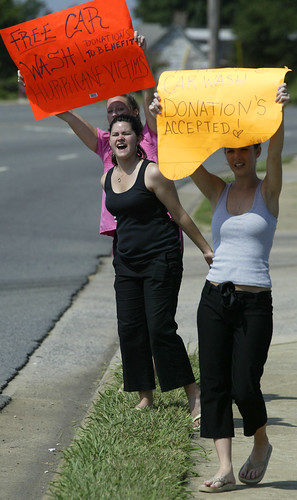 FREE CAR
WASH! DONATIONS
TO BENEFIT
HURRICANE VICTIMS
CAR WASH
DONATION'S
ACCEPTED!